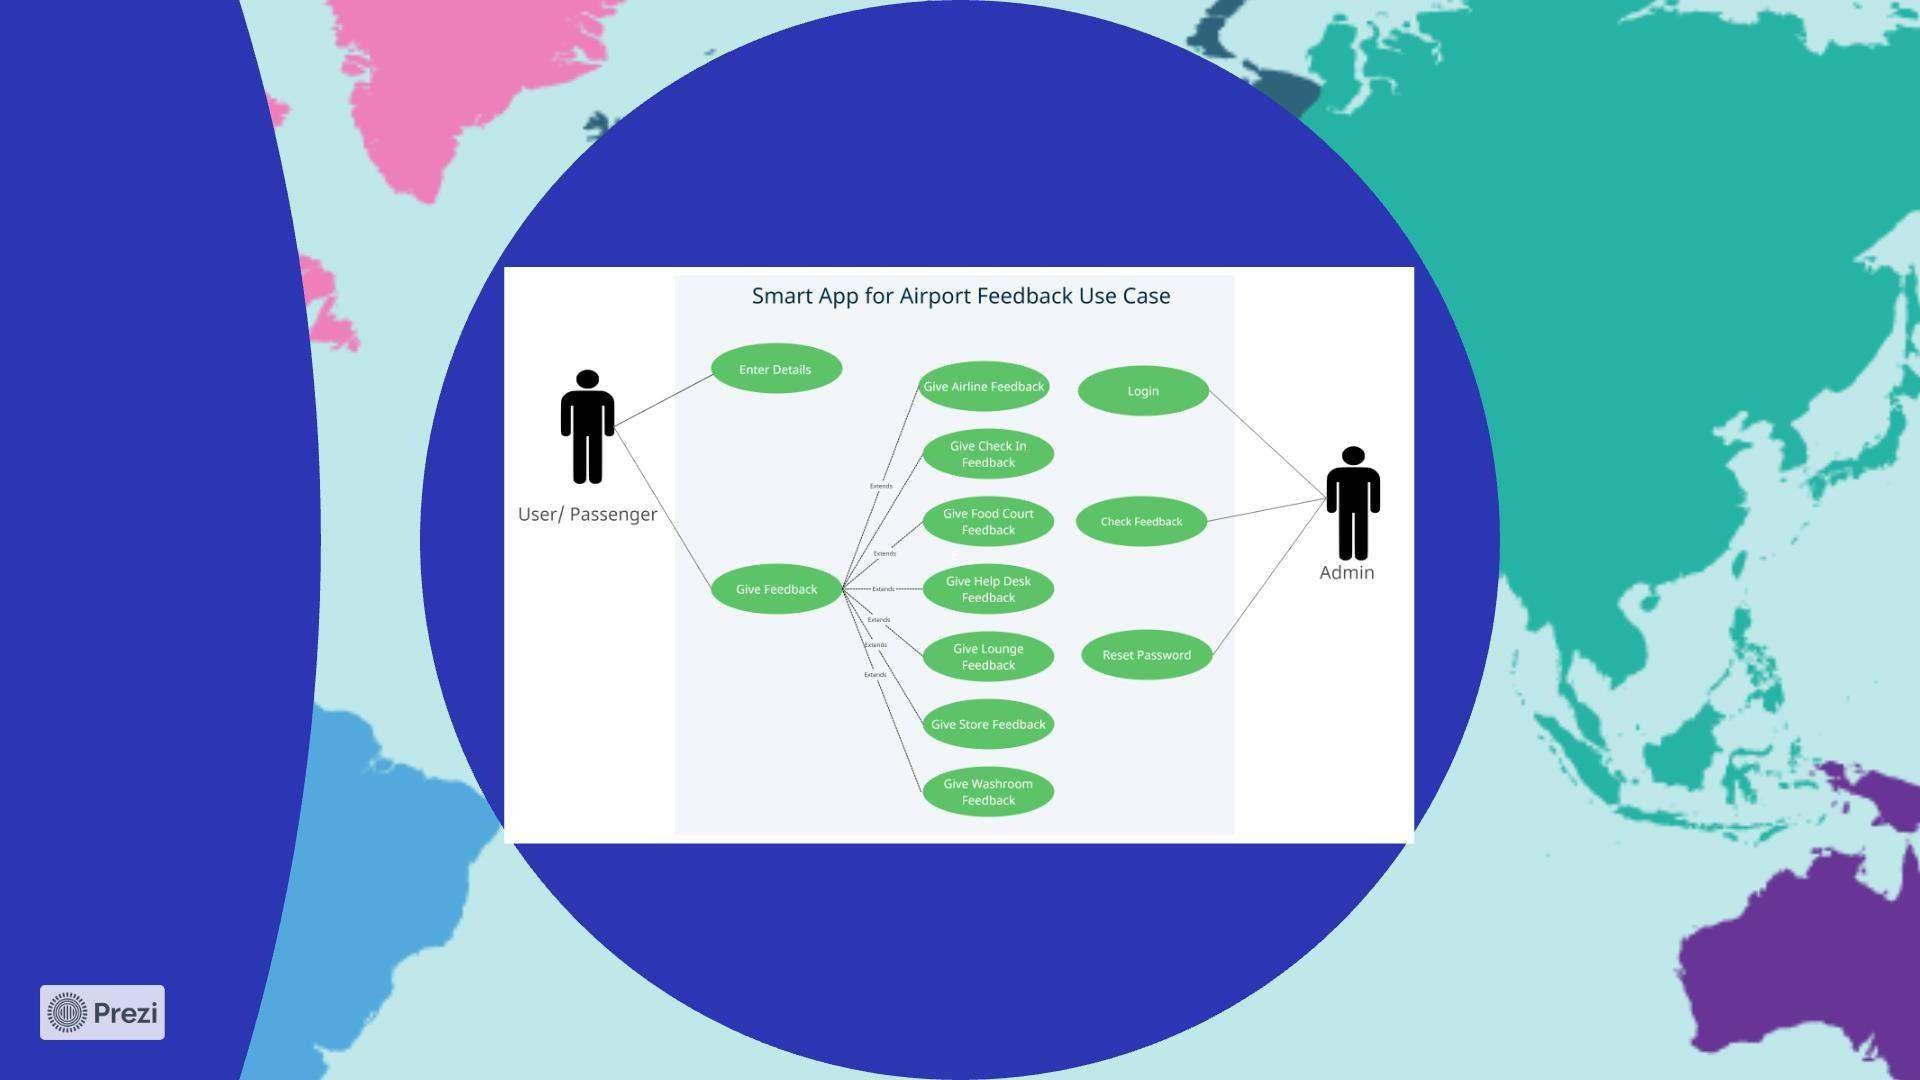 Smart App for Airport Feedback Use Case
Enter Details
Give Airline Feedback
Login
Give Check In
Feedback
Extends
User/ Passenger
Give Food Court
Feedback
Check Feedback
Extends
Admin
Give Feedback
Extends
Give Help Desk
Feedback
Extends
Extends
Give Lounge
Feedback
Reset Password
Extends
Give Store Feedback
Give Washroom
Feedback
Prezi